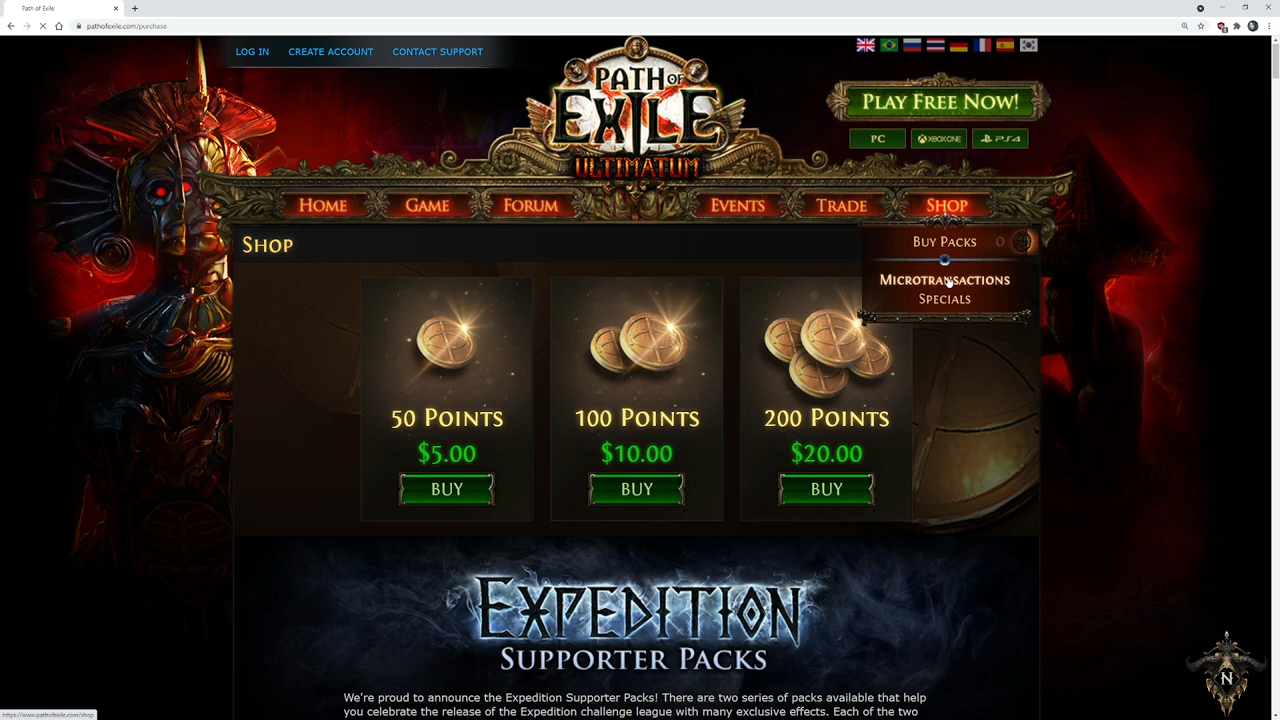 Path of Exile
pathofexile.com/purchase
LOG IN
CREATE ACCOUNT
CONTACT SUPPORT
PATH OF
EXILE
ULTIMATUM
PLAY FREE NOW!
PC
XBOX ONE
PS4
HOME
GAME
FORUM
EVENTS
TRADE
SHOP
SHOP
BUY PACKS
0
MICROTRANSACTIONS
SPECIALS
50 POINTS
100 POINTS
200 POINTS
$5.00
$10.00
$20.00
BUY
BUY
BUY
EXPEDITION
SUPPORTER PACKS
We're proud to announce the Expedition Supporter Packs! There are two series of packs available that help
you celebrate the release of the Expedition challenge league with many exclusive effects. Each of the two
https://www.pathofexile.com/shop
N